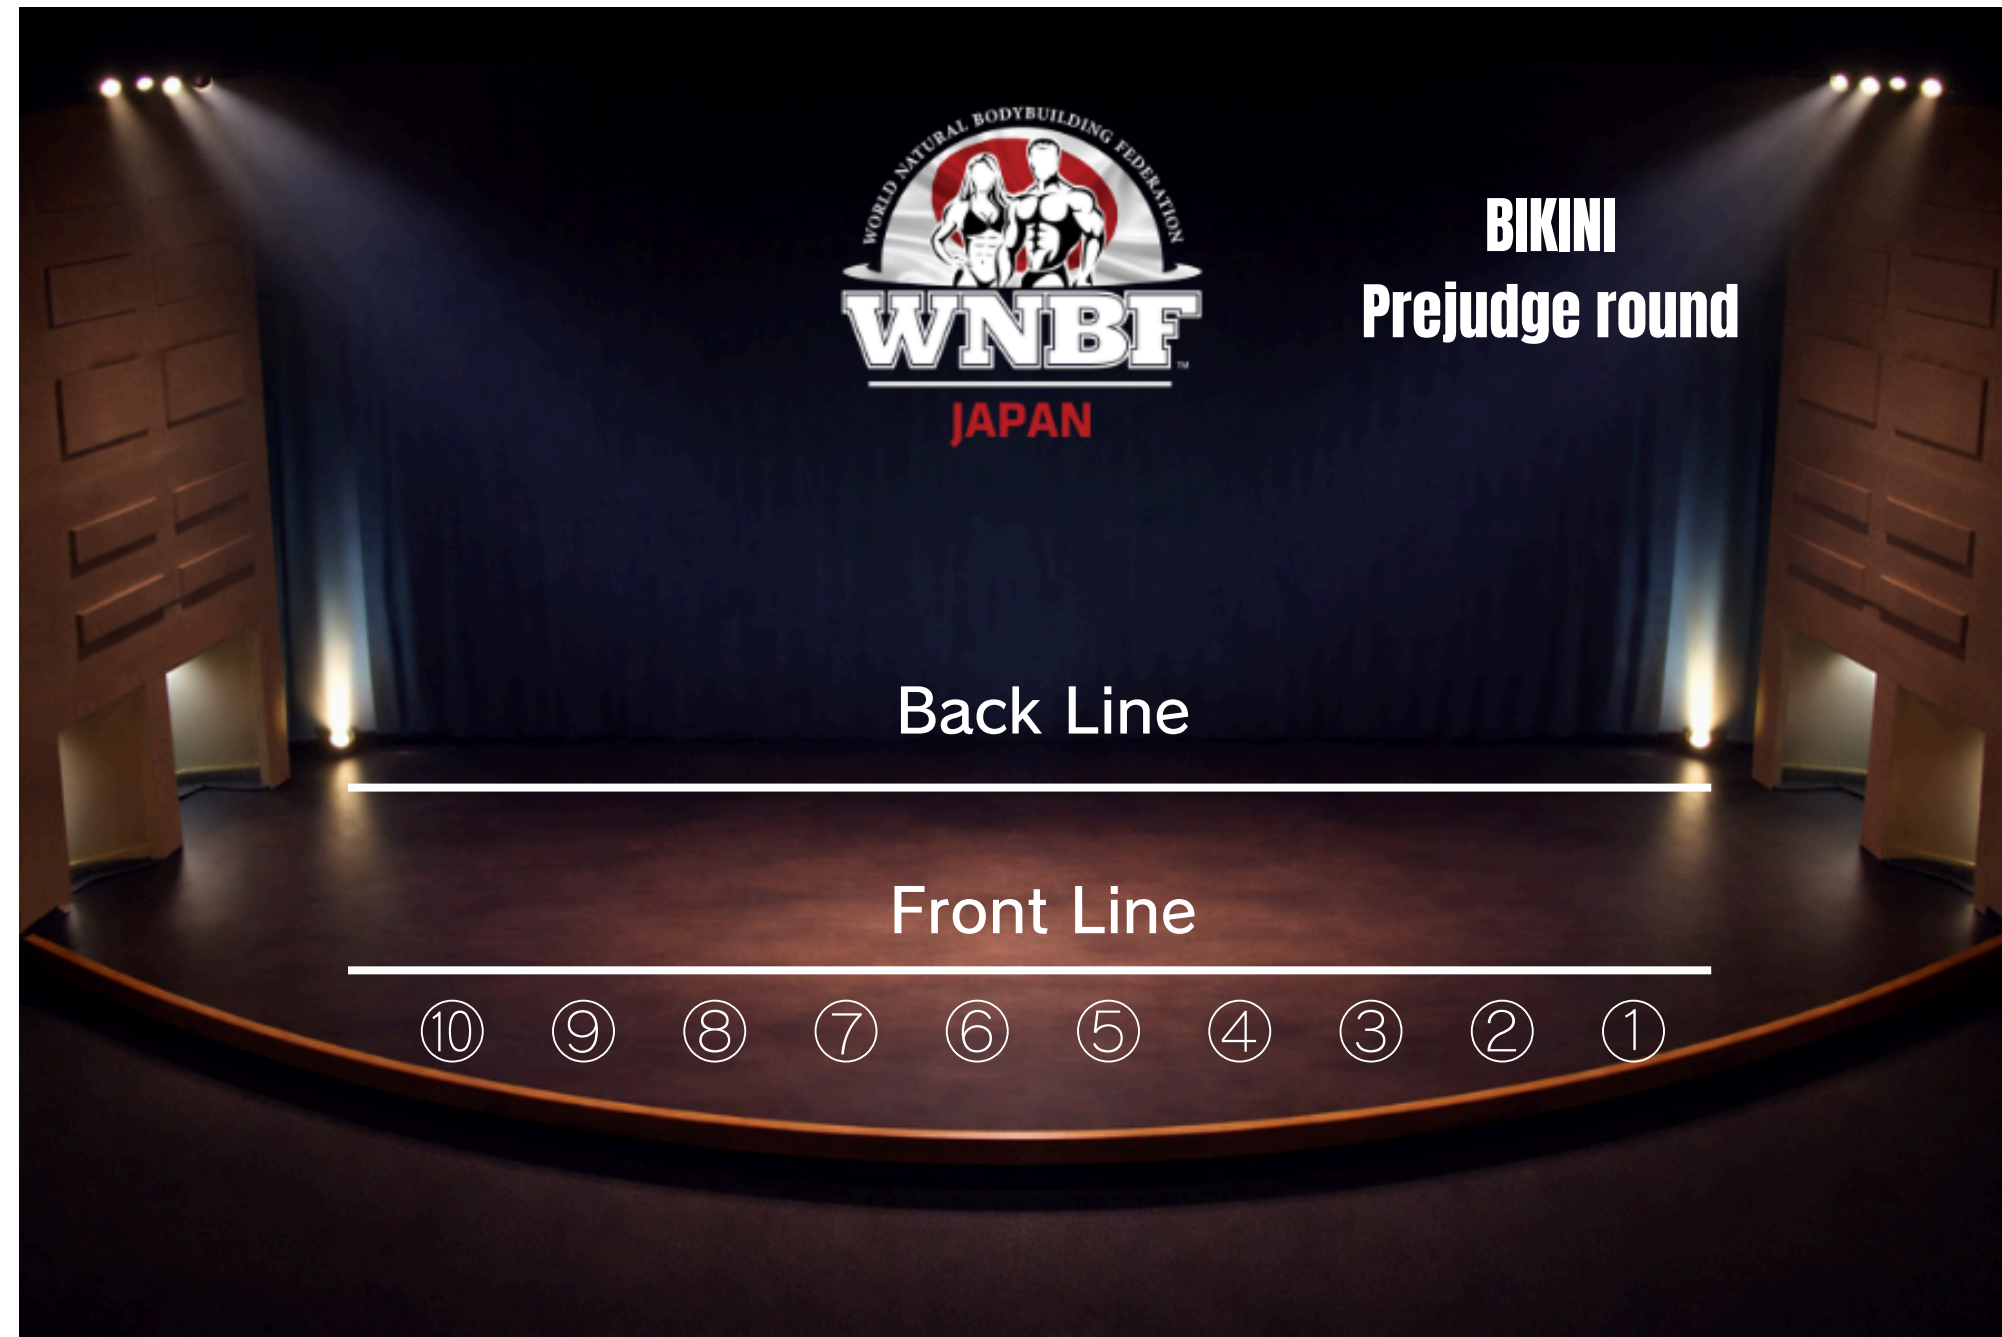 WORLD NATURAL BODYBUILDING FEDERATION
WNBF™
JAPAN
BIKINI
Prejudge round
Back Line
Front Line
⑩ ⑨ ⑧ ⑦ ⑥ ⑤ ④ ③ ② ①